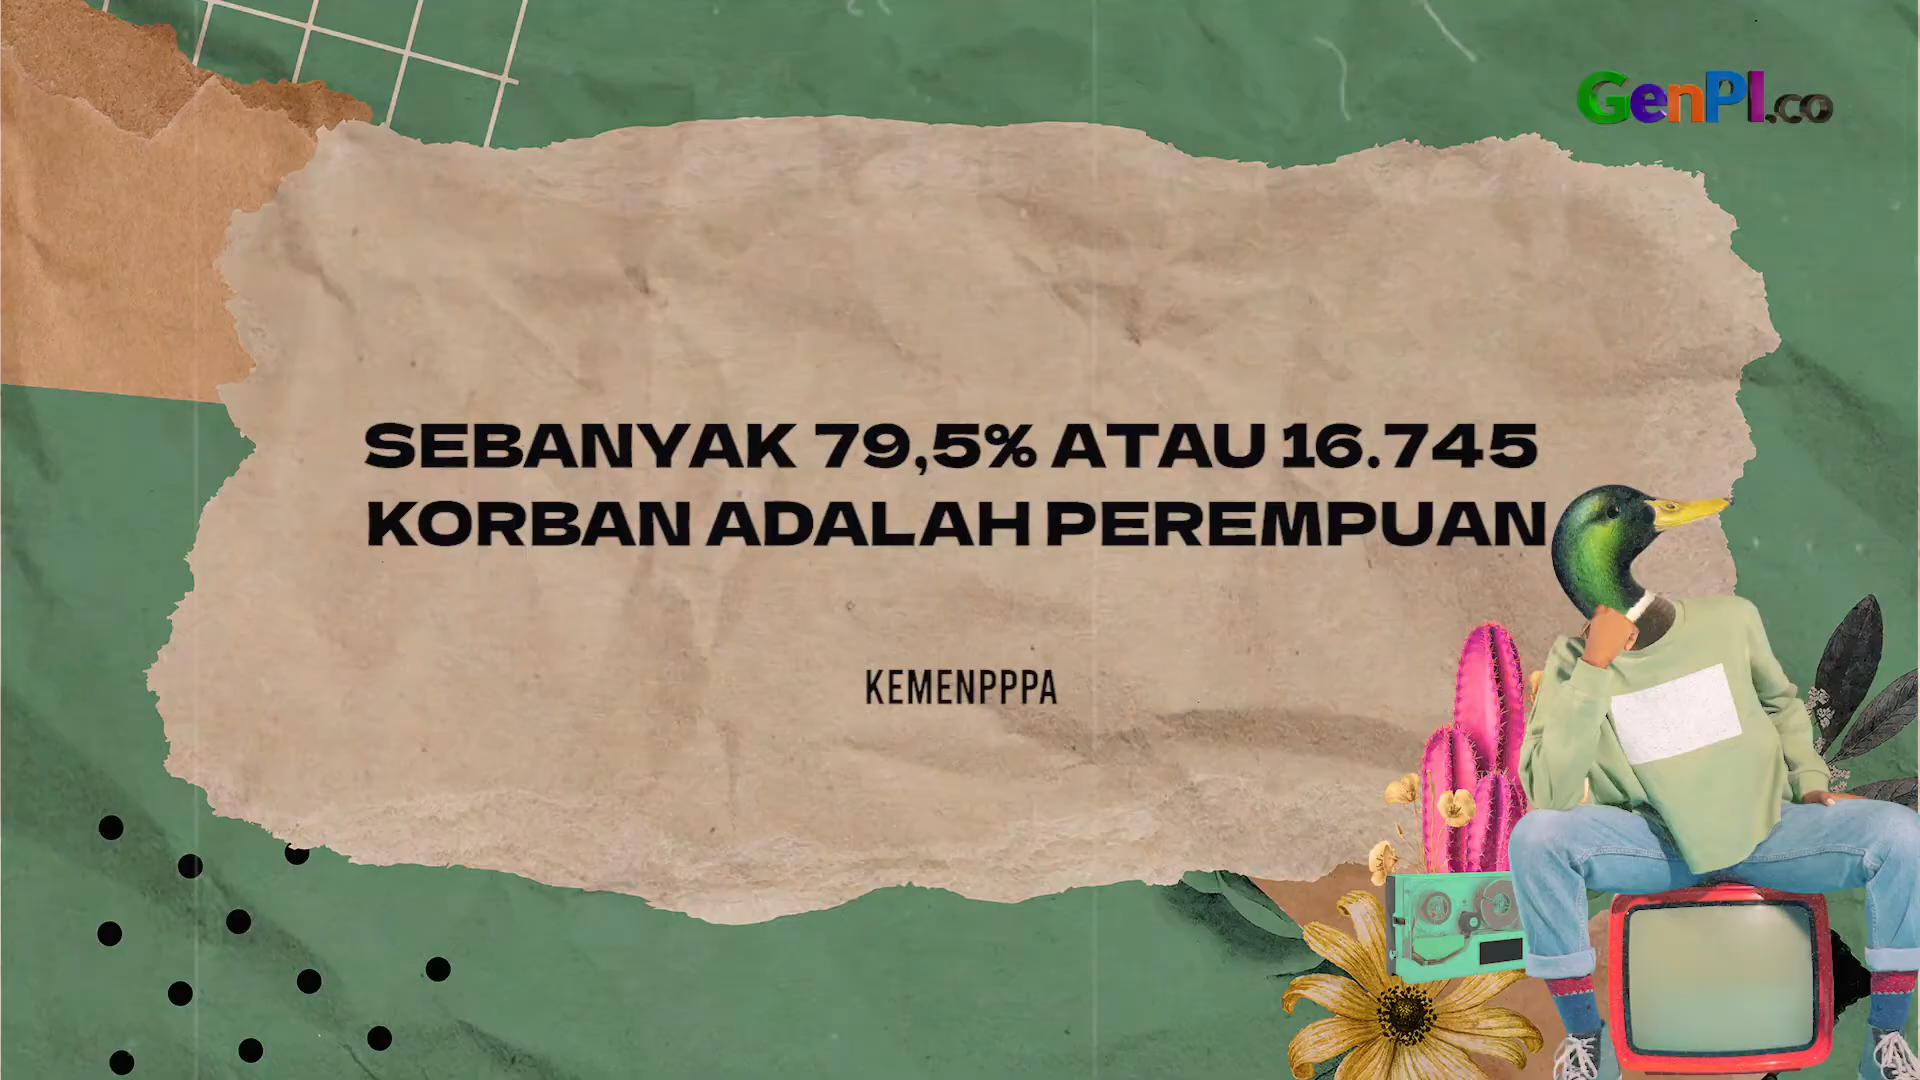 GenPI.co
SEBANYAK 79,5% ATAU 16.745
KORBAN ADALAH PEREMPUAN
KEMENPPPA